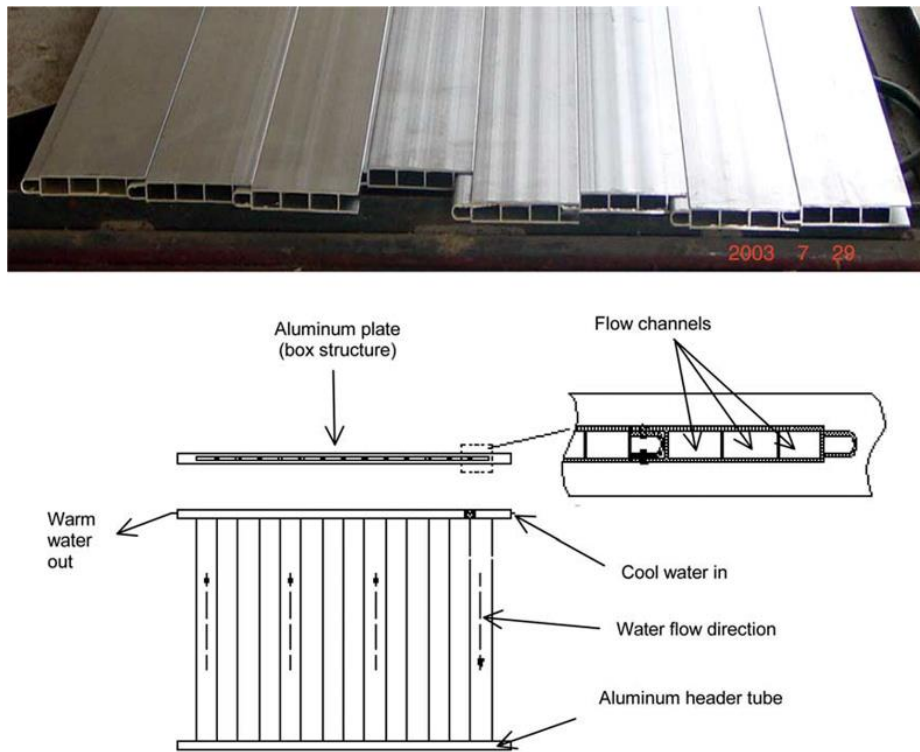 2003 7 29
Aluminum plate
(box structure)
Flow channels
Warm
water
out
Cool water in
Water flow direction
Aluminum header tube